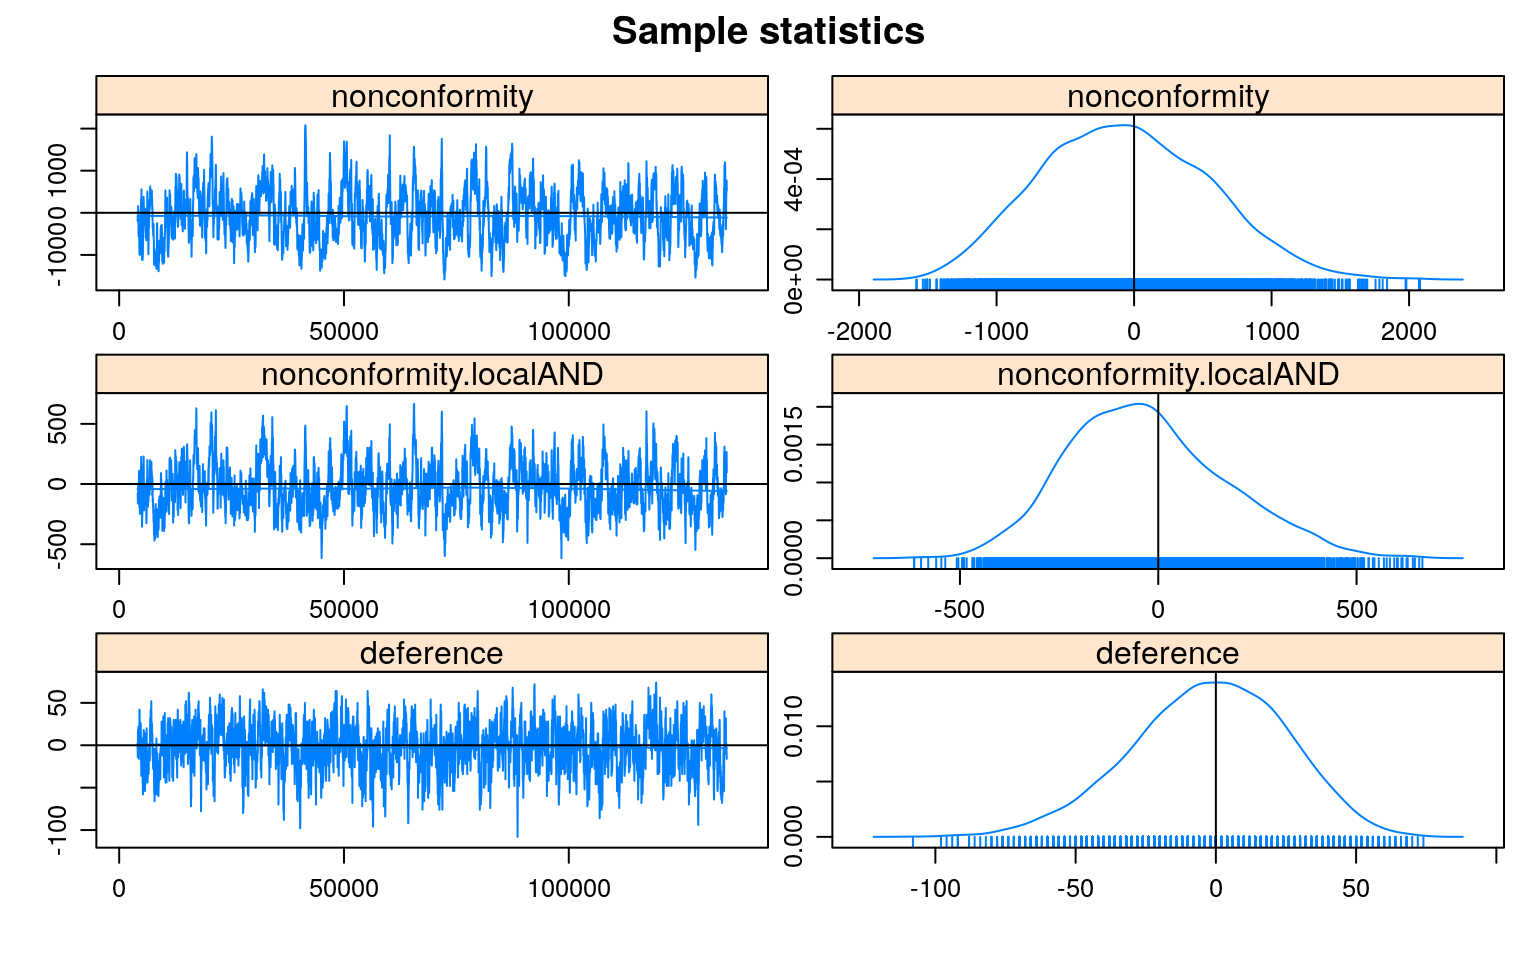 Sample statistics
nonconformity
nonconformity
-1000 0 1000
0e+00 4e-04
0 50000 100000
-2000 -1000 0 1000 2000
nonconformity.localAND
nonconformity.localAND
-500 0 500
0.0000 0.0015
0 50000 100000
-500 0 500
deference
deference
-100 0 50
0.000 0.010
0 50000 100000
-100 -50 0 50